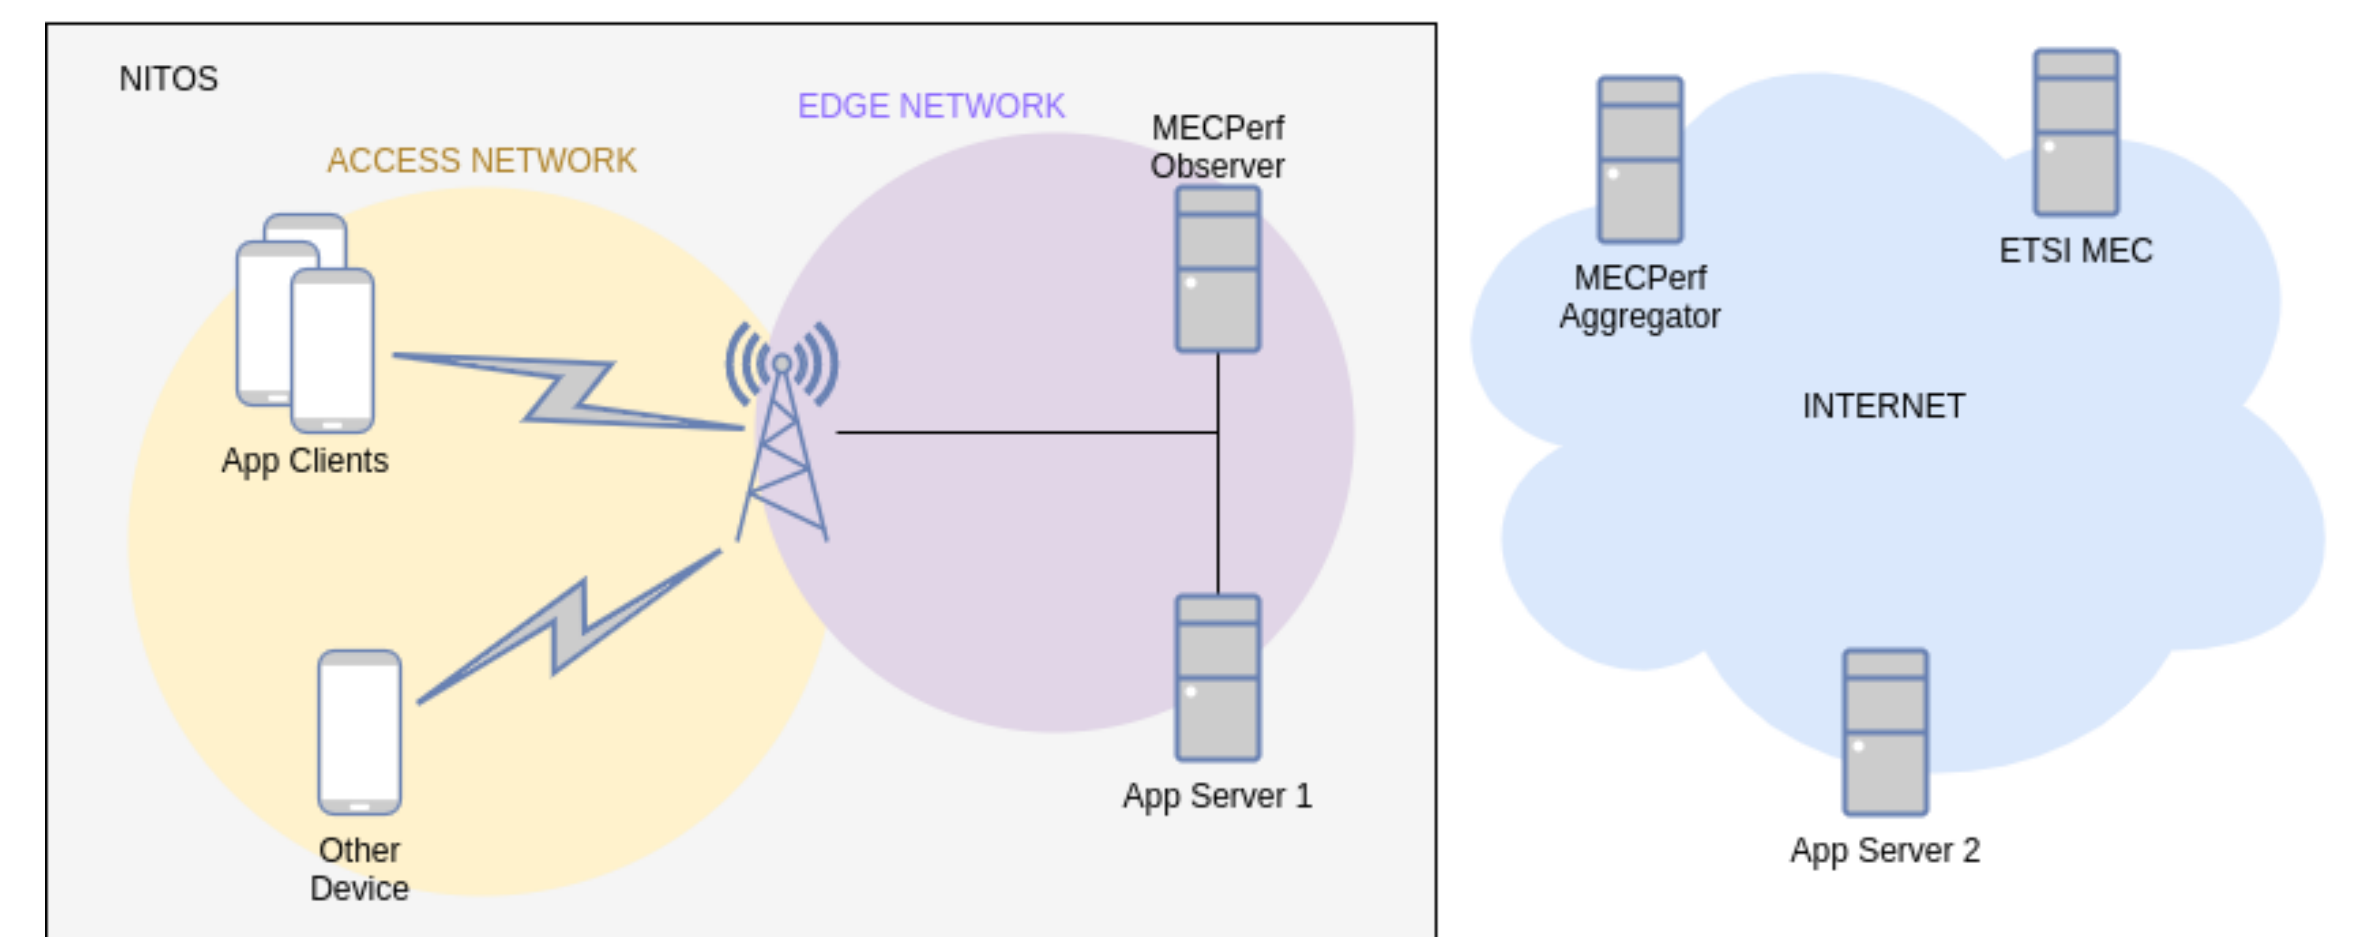 NITOS
ACCESS NETWORK
EDGE NETWORK
MECPerf
Observer
App Clients
Other
Device
App Server 1
MECPerf
Aggregator
ETSI MEC
INTERNET
App Server 2